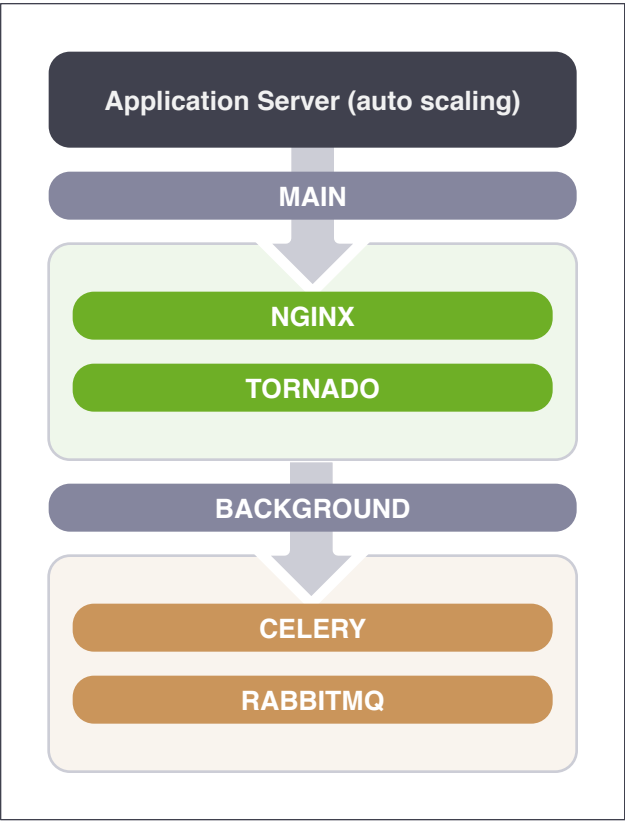 Application Server (auto scaling)
MAIN
NGINX
TORNADO
BACKGROUND
CELERY
RABBITMQ